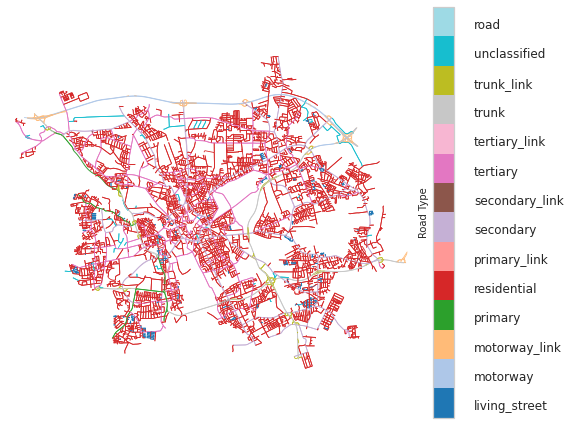 road
unclassified
trunk_link
trunk
tertiary_link
tertiary
secondary_link
secondary
primary_link
residential
primary
motorway_link
motorway
living_street
Road Type